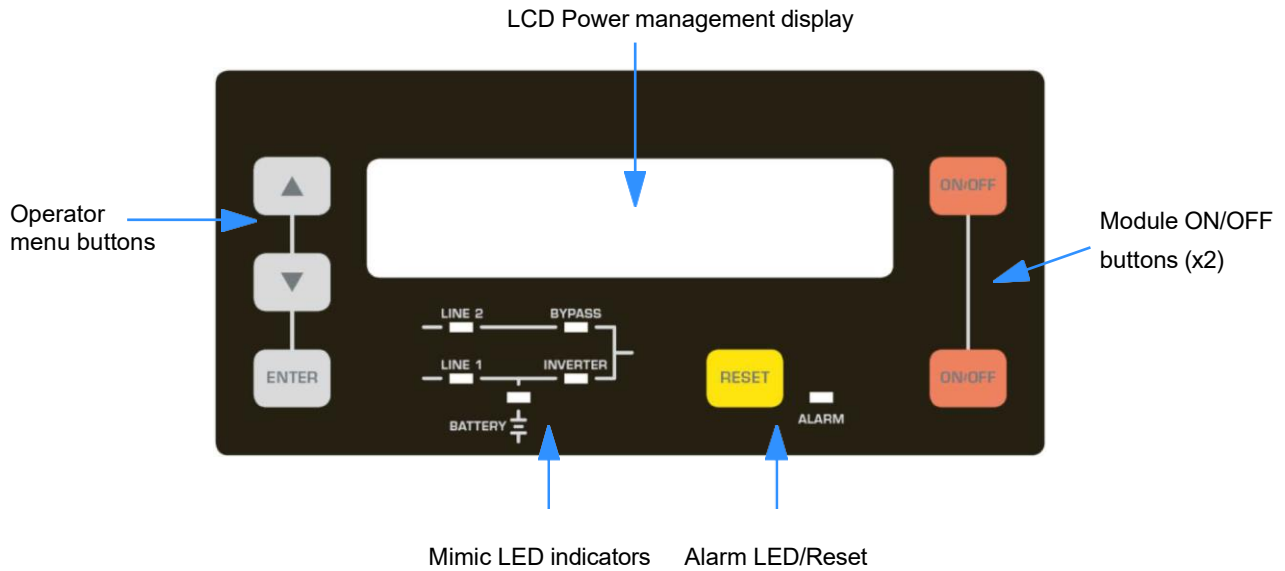 LCD Power management display
ON/OFF
Operator
menu buttons
Module ON/OFF
buttons (x2)
LINE 2
BYPASS
LINE 1
INVERTER
ENTER
RESET
ON/OFF
BATTERY
ALARM
Mimic LED indicators
Alarm LED/Reset